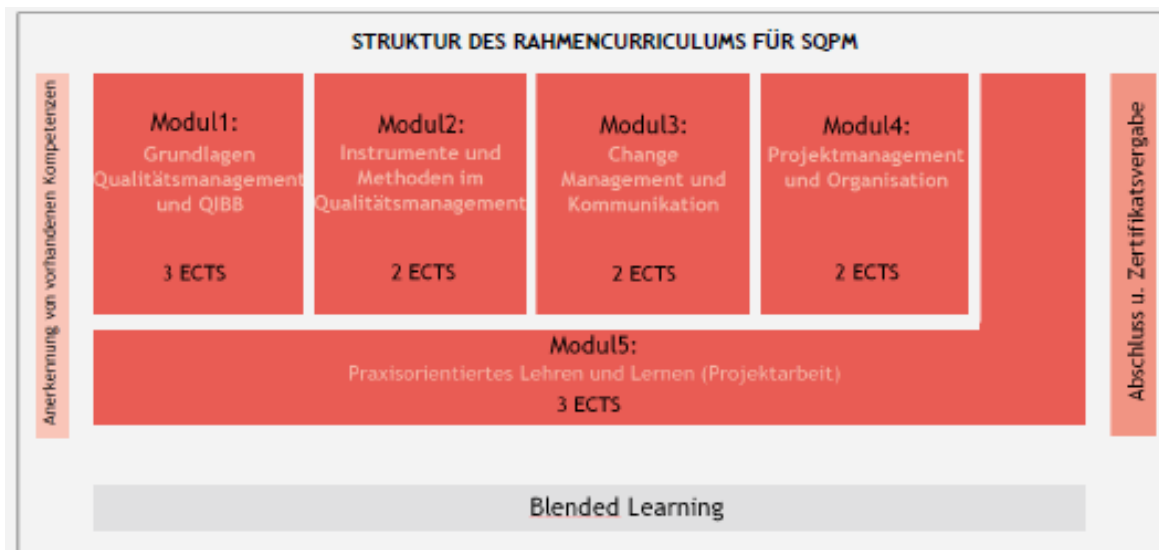 STRUKTUR DES RAHMENCURRICULUMS FÜR SQPM
Anerkennung von vorhandenen Kompetenzen
Modul1:
Grundlagen
Qualitätsmanagement
und QIBB
3 ECTS
Modul2:
Instrumente und
Methoden im
Qualitätsmanagement
2 ECTS
Modul3:
Change
Management und
Kommunikation
2 ECTS
Modul4:
Projektmanagement
und Organisation
2 ECTS
Modul5:
Praxisorientiertes Lehren und Lernen (Projektarbeit)
3 ECTS
Abschluss u. Zertifikatsvergabe
Blended Learning